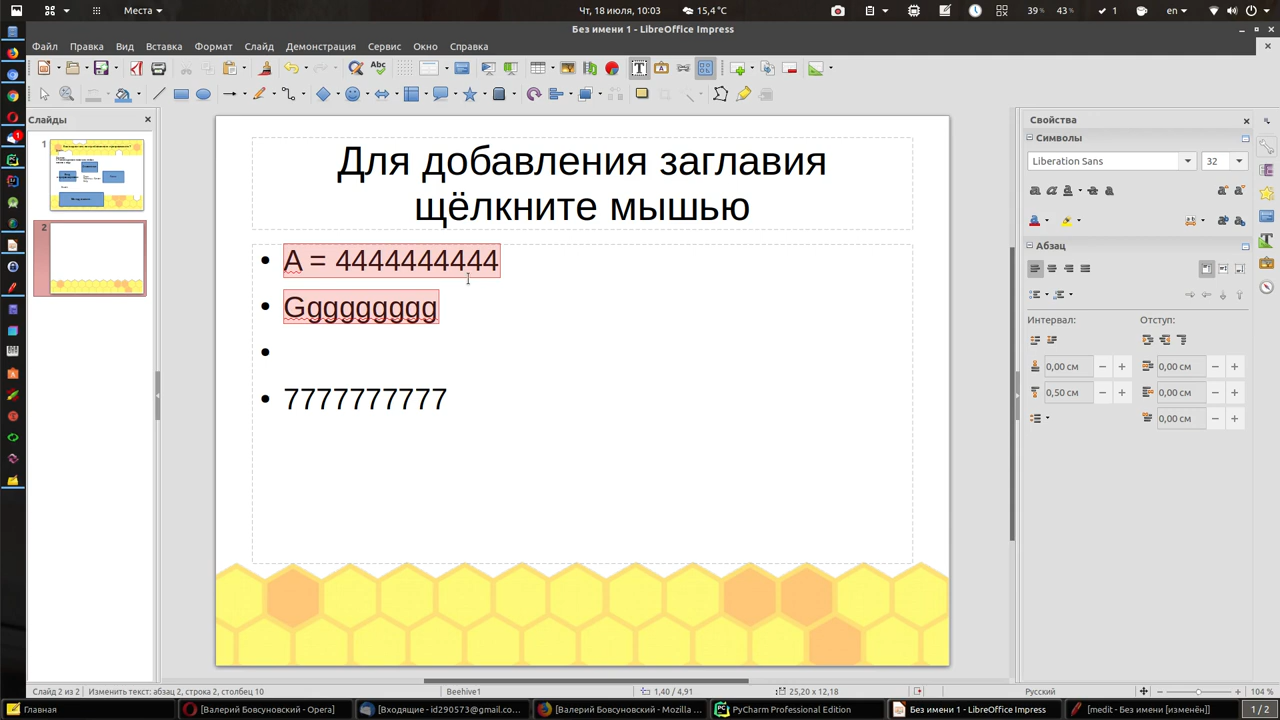 Места
Чт, 18 июля, 10:03
15,4°C
39%
43%
1
en
Без имени 1 - LibreOffice Impress
Файл Правка Вид Вставка Формат Слайд Демонстрация Сервис Окно Справка
Слайды
1
2
Для добавления заглавия
щёлкните мышью
• A = 4444444444
• Ggggggggg
•
• 7777777777
Свойства
Символы
Liberation Sans
32
Абзац
Интервал:
Отступ:
0,00 см
0,00 см
0,50 см
0,00 см
0,00 см
Слайд 2 из 2
Изменить текст: абзац 2, строка 2, столбец 10
Beehive1
1,40 / 4,91
25,20 x 12,18
Русский
104 %
Главная
[Валерий Бовсуновский - Opera]
[Входящие - id290573@gmail.co...
[Валерий Бовсуновский - Mozilla ...
PyCharm Professional Edition
Без имени 1 - LibreOffice Impress
[medit - Без имени [изменён]]
1 / 2